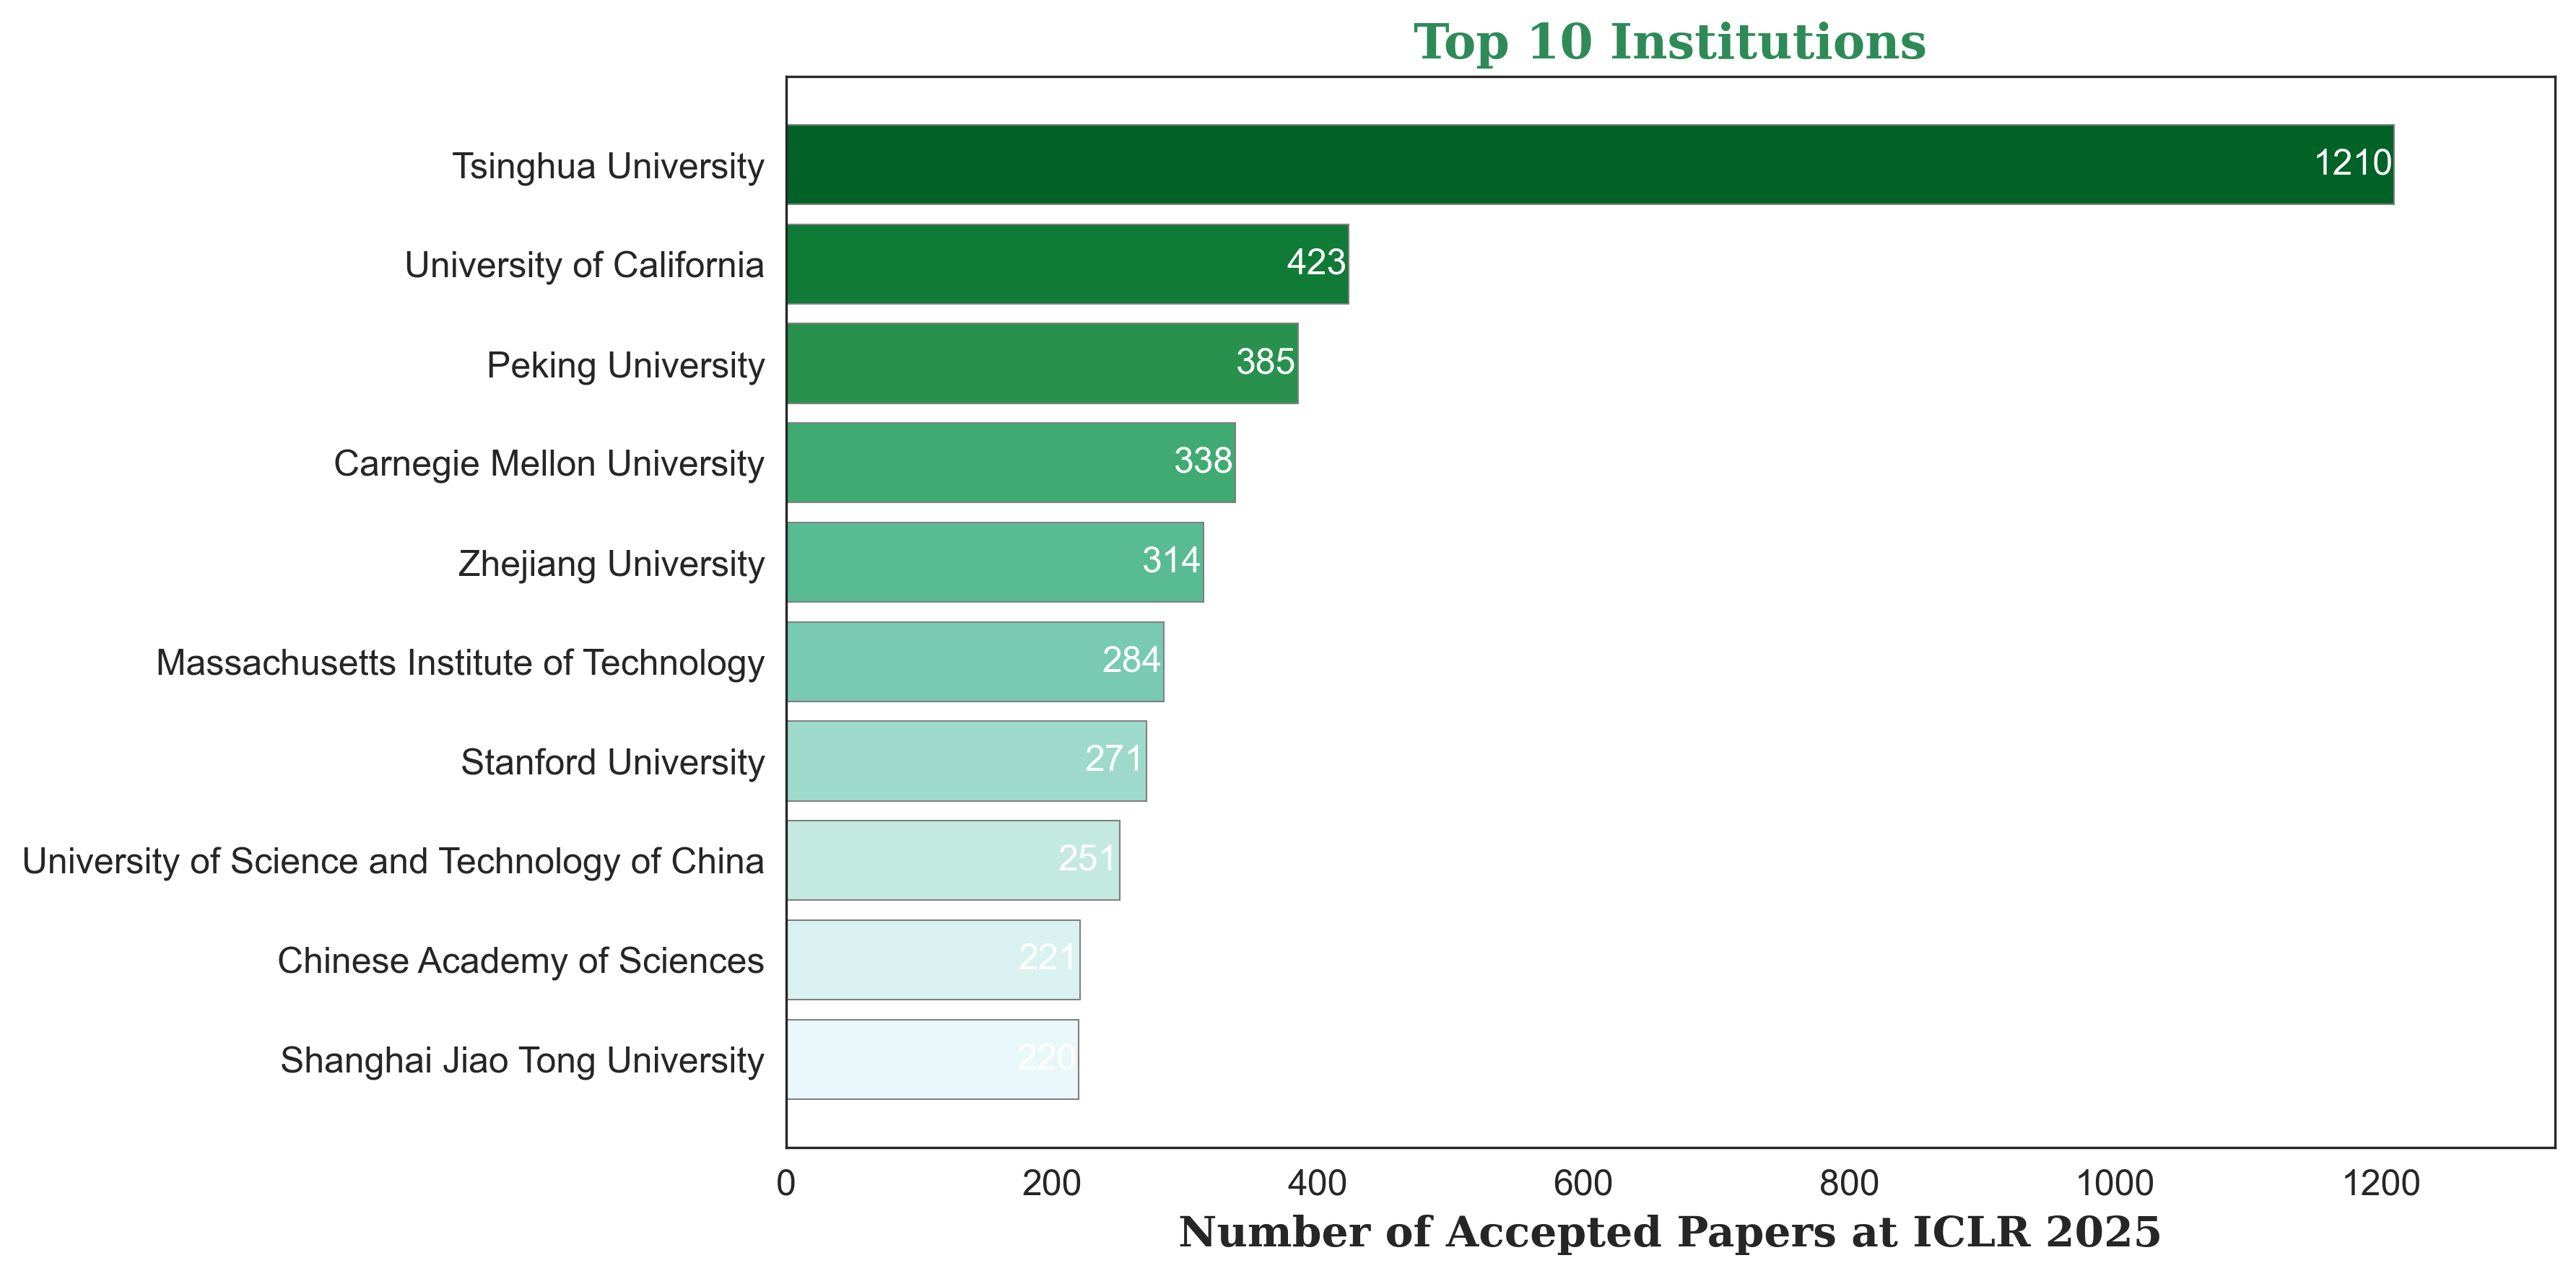 Top 10 Institutions
Tsinghua University 1210
University of California 423
Peking University 385
Carnegie Mellon University 338
Zhejiang University 314
Massachusetts Institute of Technology 284
Stanford University 271
University of Science and Technology of China 251
Chinese Academy of Sciences 221
Shanghai Jiao Tong University 220
0 200 400 600 800 1000 1200
Number of Accepted Papers at ICLR 2025